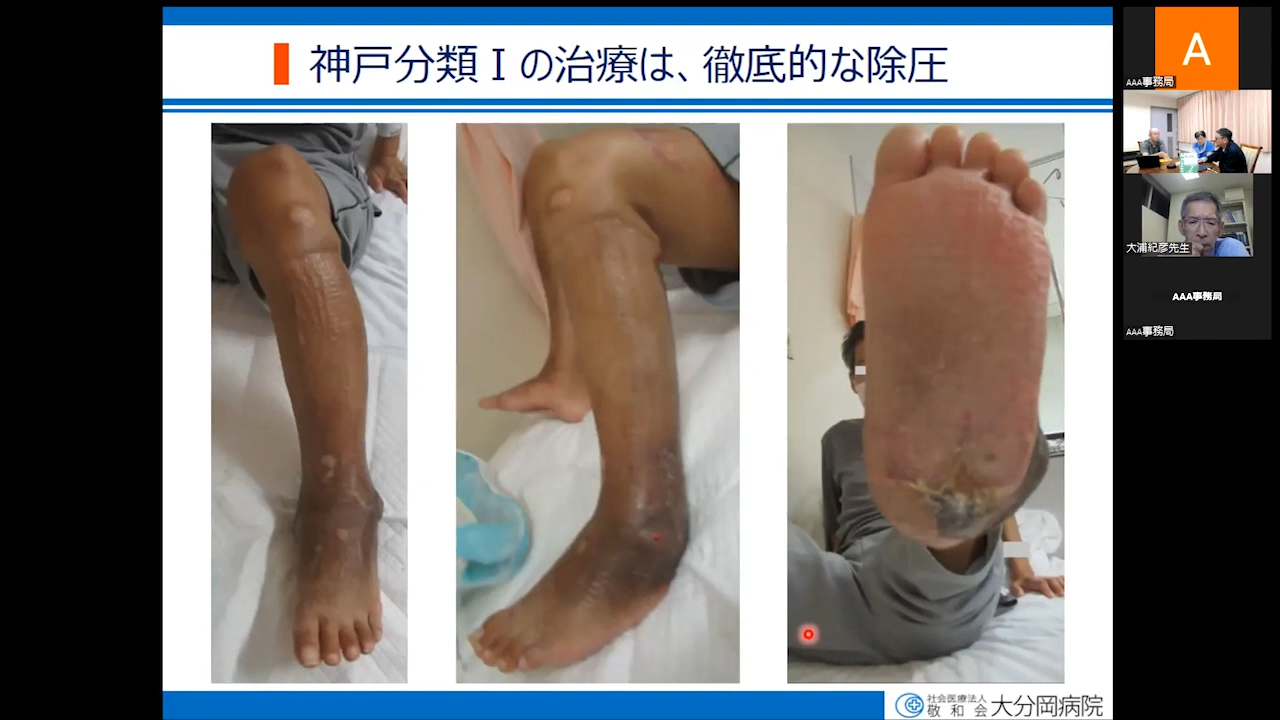 神戸分類Ⅰの治療は、徹底的な除圧
社会医療法人
敬和会
大分岡病院
A
AAA事務局
大浦紀彦先生
AAA事務局
AAA事務局